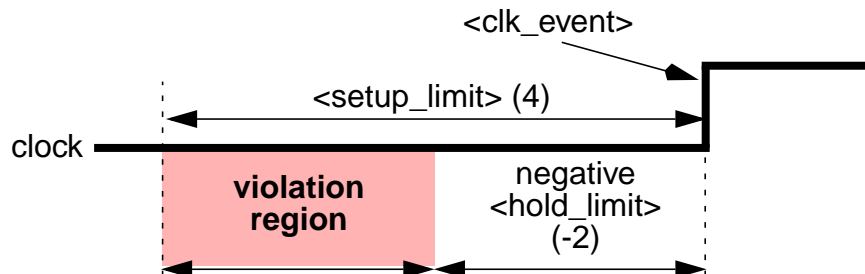 <clk_event>
<setup_limit> (4)
clock
violation
region
negative
<hold_limit>
(-2)